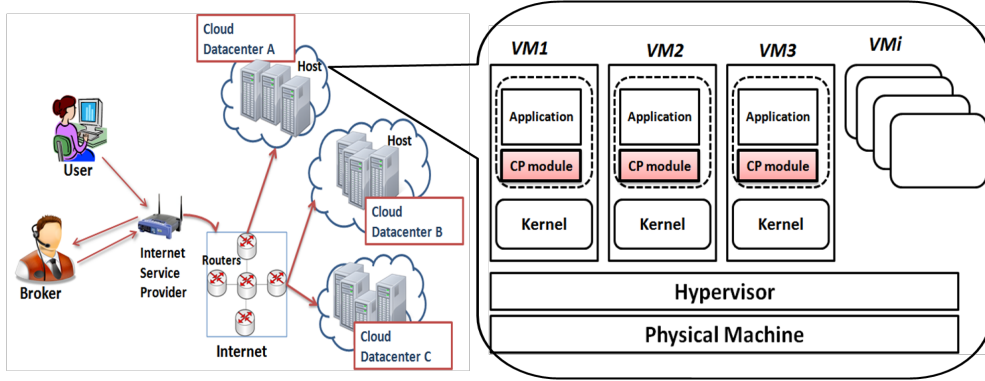 Cloud
Datacenter A
Host
User
Host
Cloud
Datacenter B
Broker
Internet
Service
Provider
Routers
Internet
Cloud
Datacenter C
VM1
VM2
VM3
VMi
Application
Application
Application
CP module
CP module
CP module
Kernel
Kernel
Kernel
Hypervisor
Physical Machine